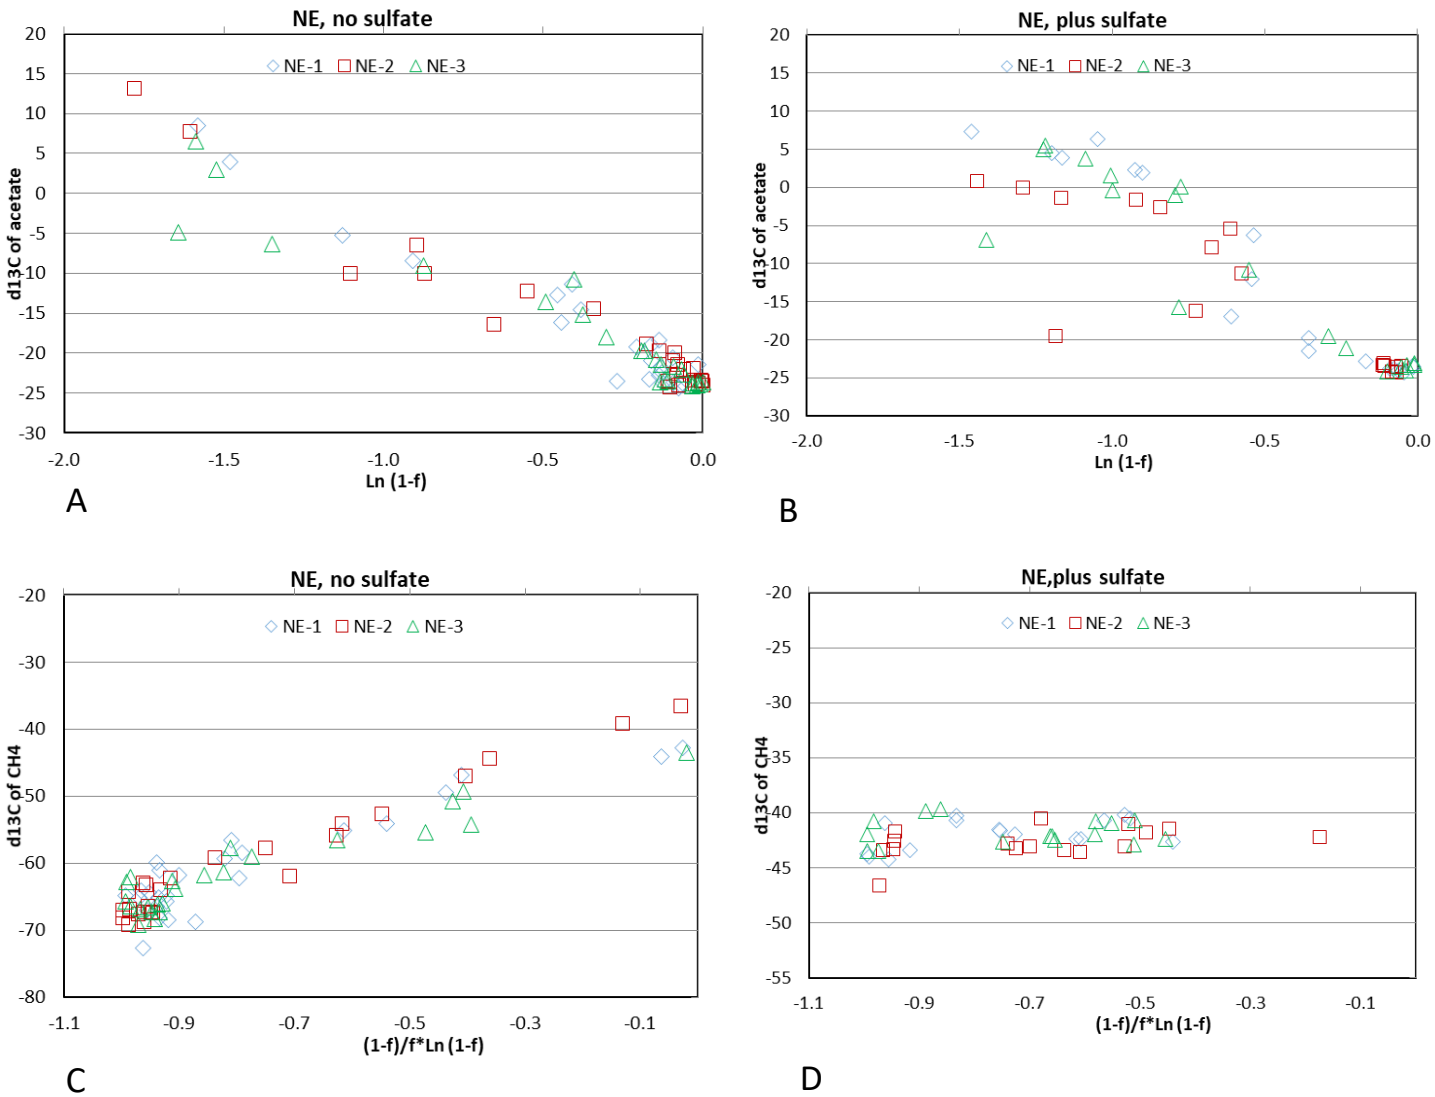 NE, no sulfate
20
15
10
5
0
-5
-10
-15
-20
-25
-30
d13C of acetate
NE-1 NE-2 NE-3
-2.0 -1.5 -1.0 -0.5 0.0
Ln (1-f)
A
NE, plus sulfate
20
15
10
5
0
-5
-10
-15
-20
-25
-30
d13C of acetate
NE-1 NE-2 NE-3
-2.0 -1.5 -1.0 -0.5 0.0
Ln (1-f)
B
NE, no sulfate
-20
-30
-40
-50
-60
-70
-80
d13C of CH4
NE-1 NE-2 NE-3
-1.1 -0.9 -0.7 -0.5 -0.3 -0.1
(1-f)/f*Ln (1-f)
C
NE,plus sulfate
-20
-25
-30
-35
-40
-45
-50
-55
d13C of CH4
NE-1 NE-2 NE-3
-1.1 -0.9 -0.7 -0.5 -0.3 -0.1
(1-f)/f*Ln (1-f)
D